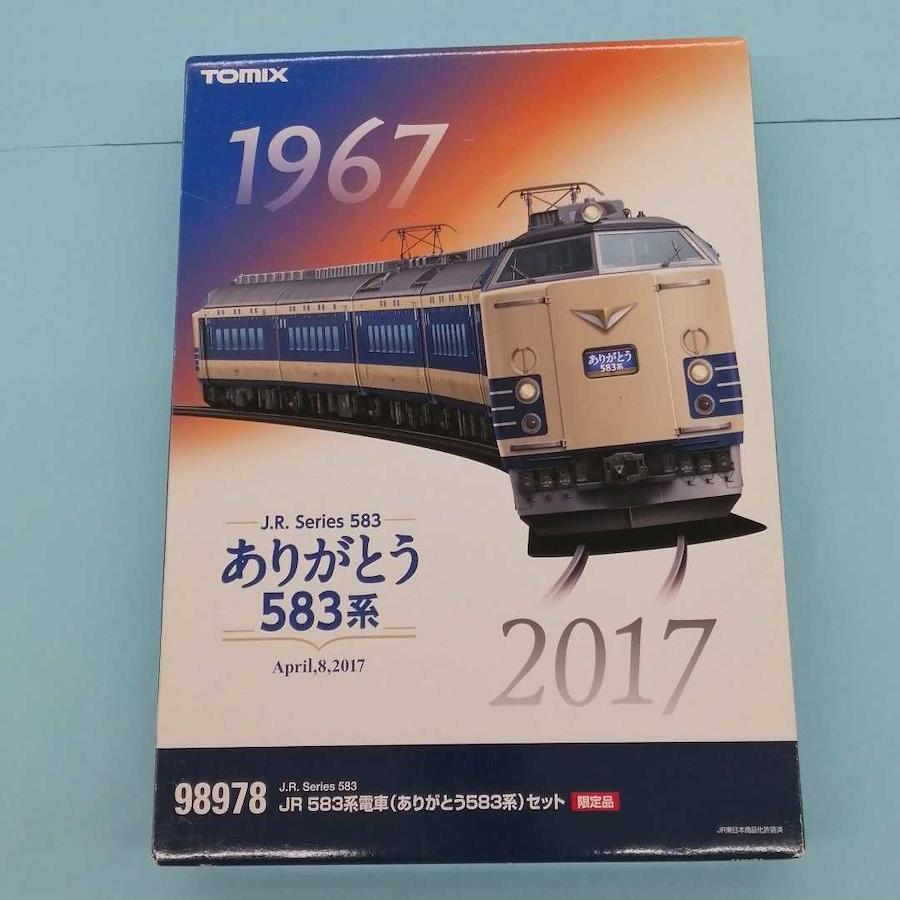 TOMIX
1967
ありがとう
583系
J.R. Series 583
ありがとう
583系
April,8,2017
2017
98978
J.R. Series 583
JR 583系電車(ありがとう583系)セット 限定品
JR東日本商品化許諾済